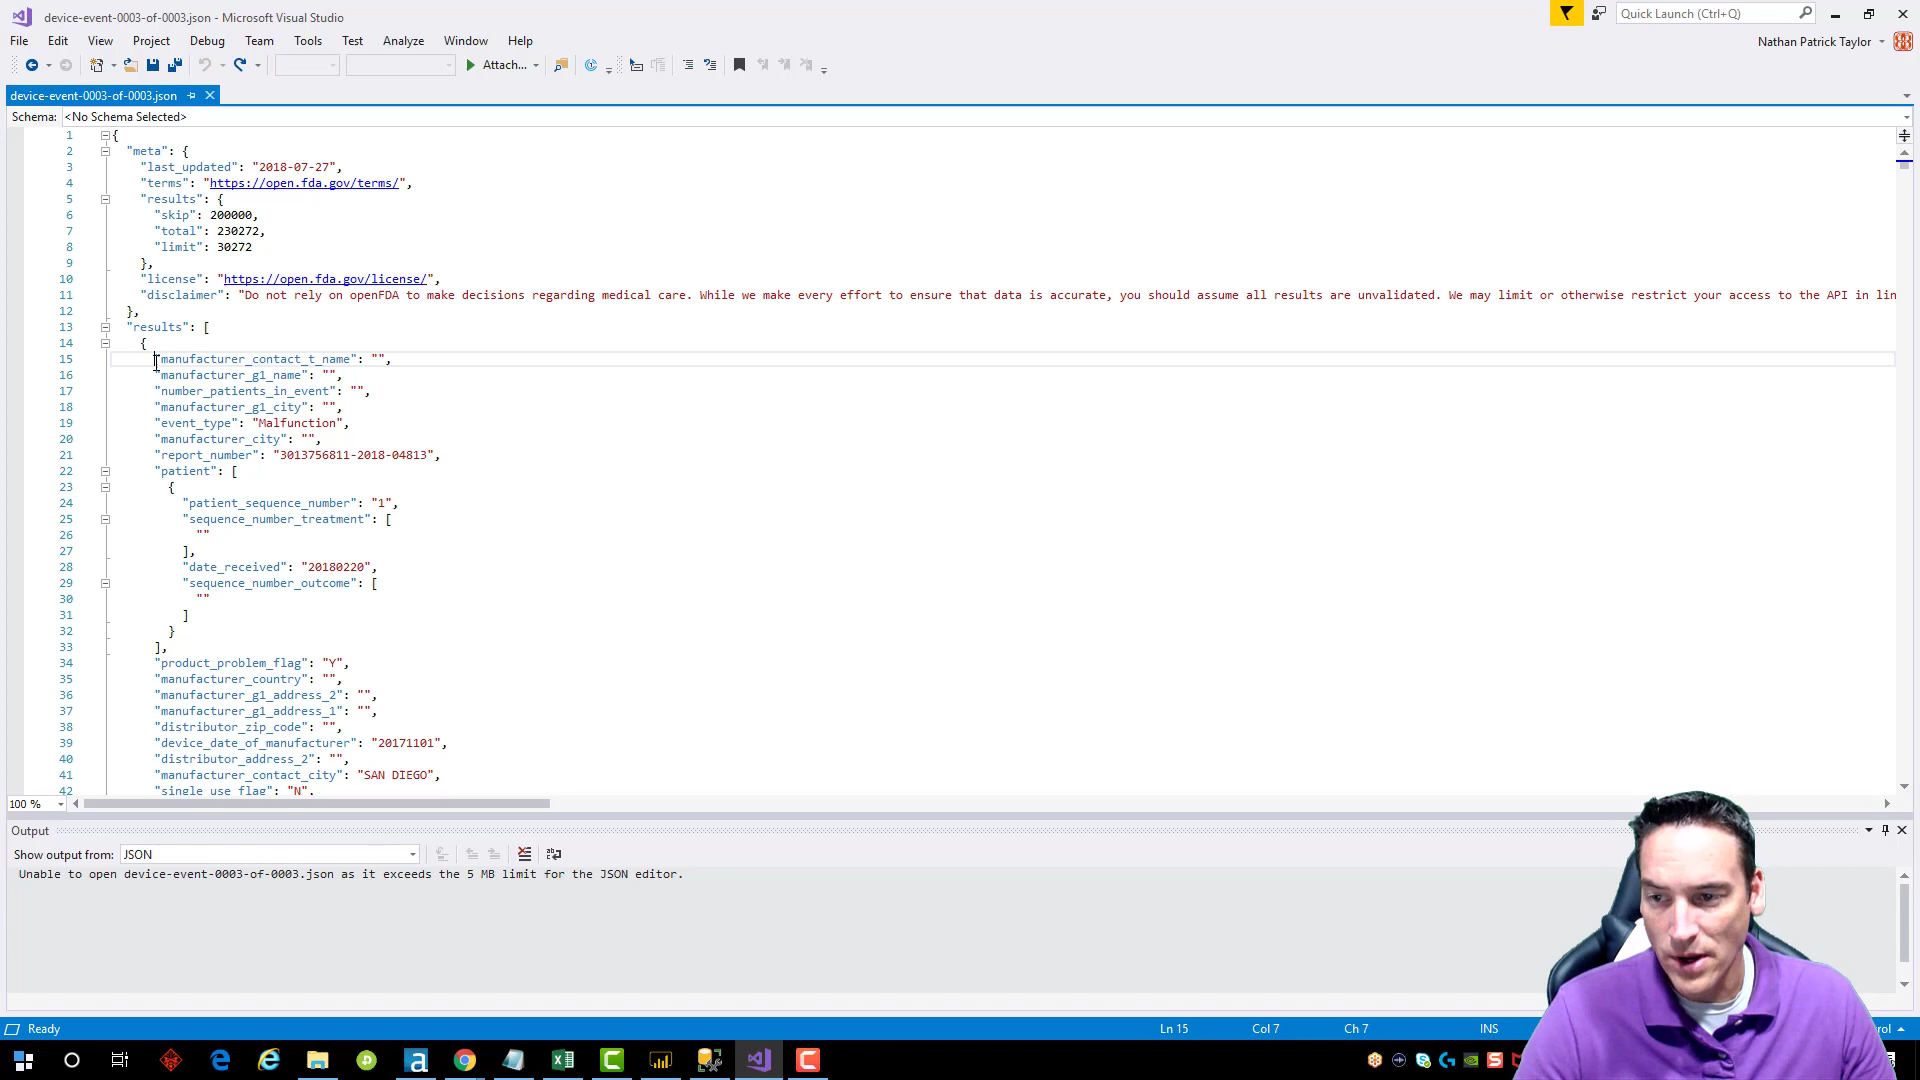 device-event-0003-of-0003.json - Microsoft Visual Studio
Quick Launch (Ctrl+Q)
File Edit View Project Debug Team Tools Test Analyze Window Help
Nathan Patrick Taylor
Attach...
device-event-0003-of-0003.json
Schema: <No Schema Selected>
1 {
2 "meta": {
3 "last_updated": "2018-07-27",
4 "terms": "https://open.fda.gov/terms/",
5 "results": {
6 "skip": 200000,
7 "total": 230272,
8 "limit": 30272
9 },
10 "license": "https://open.fda.gov/license/",
11 "disclaimer": "Do not rely on openFDA to make decisions regarding medical care. While we make every effort to ensure that data is accurate, you should assume all results are unvalidated. We may limit or otherwise restrict your access to the API in lin
12 },
13 "results": [
14 {
15 "manufacturer_contact_t_name": "",
16 "manufacturer_g1_name": "",
17 "number_patients_in_event": "",
18 "manufacturer_g1_city": "",
19 "event_type": "Malfunction",
20 "manufacturer_city": "",
21 "report_number": "3013756811-2018-04813",
22 "patient": [
23 {
24 "patient_sequence_number": "1",
25 "sequence_number_treatment": [
26 ""
27 ],
28 "date_received": "20180220",
29 "sequence_number_outcome": [
30 ""
31 ]
32 }
33 ],
34 "product_problem_flag": "Y",
35 "manufacturer_country": "",
36 "manufacturer_g1_address_2": "",
37 "manufacturer_g1_address_1": "",
38 "distributor_zip_code": "",
39 "device_date_of_manufacturer": "20171101",
40 "distributor_address_2": "",
41 "manufacturer_contact_city": "SAN DIEGO",
42 "single_use_flag": "N",
100 %
Output
Show output from: JSON
Unable to open device-event-0003-of-0003.json as it exceeds the 5 MB limit for the JSON editor.
Ready Ln 15 Col 7 Ch 7 INS